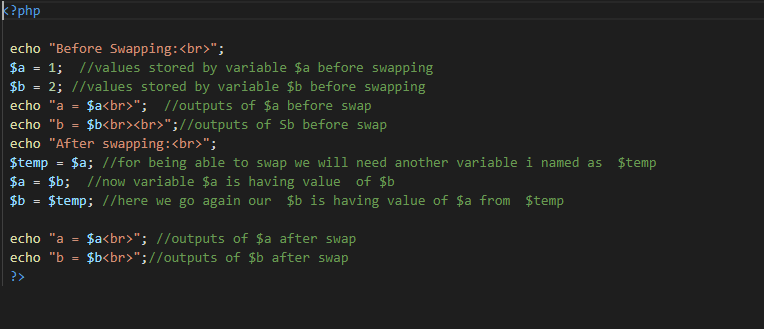 <?php
echo "Before Swapping:<br>";
$a = 1;  //values stored by variable $a before swapping
$b = 2; //values stored by variable $b before swapping
echo "a = $a<br>";  //outputs of $a before swap
echo "b = $b<br><br>";//outputs of Sb before swap
echo "After swapping:<br>";
$temp = $a; //for being able to swap we will need another variable i named as  $temp
$a = $b;  //now variable $a is having value  of $b
$b = $temp; //here we go again our  $b is having value of $a from  $temp
echo "a = $a<br>"; //outputs of $a after swap
echo "b = $b<br>";//outputs of $b after swap
?>